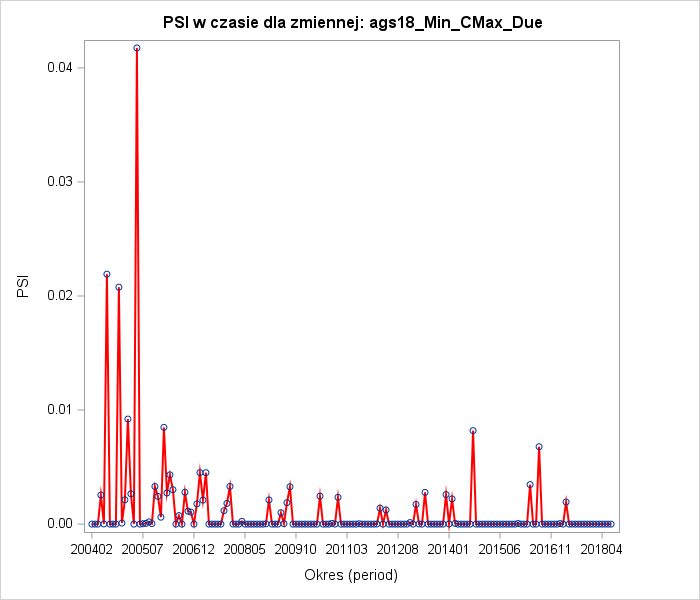 PSI w czasie dla zmiennej: ags18_Min_CMax_Due
0.04
0.03
0.02
0.01
0.00
PSI
200402 200507 200612 200805 200910 201103 201208 201401 201506 201611 201804
Okres (period)